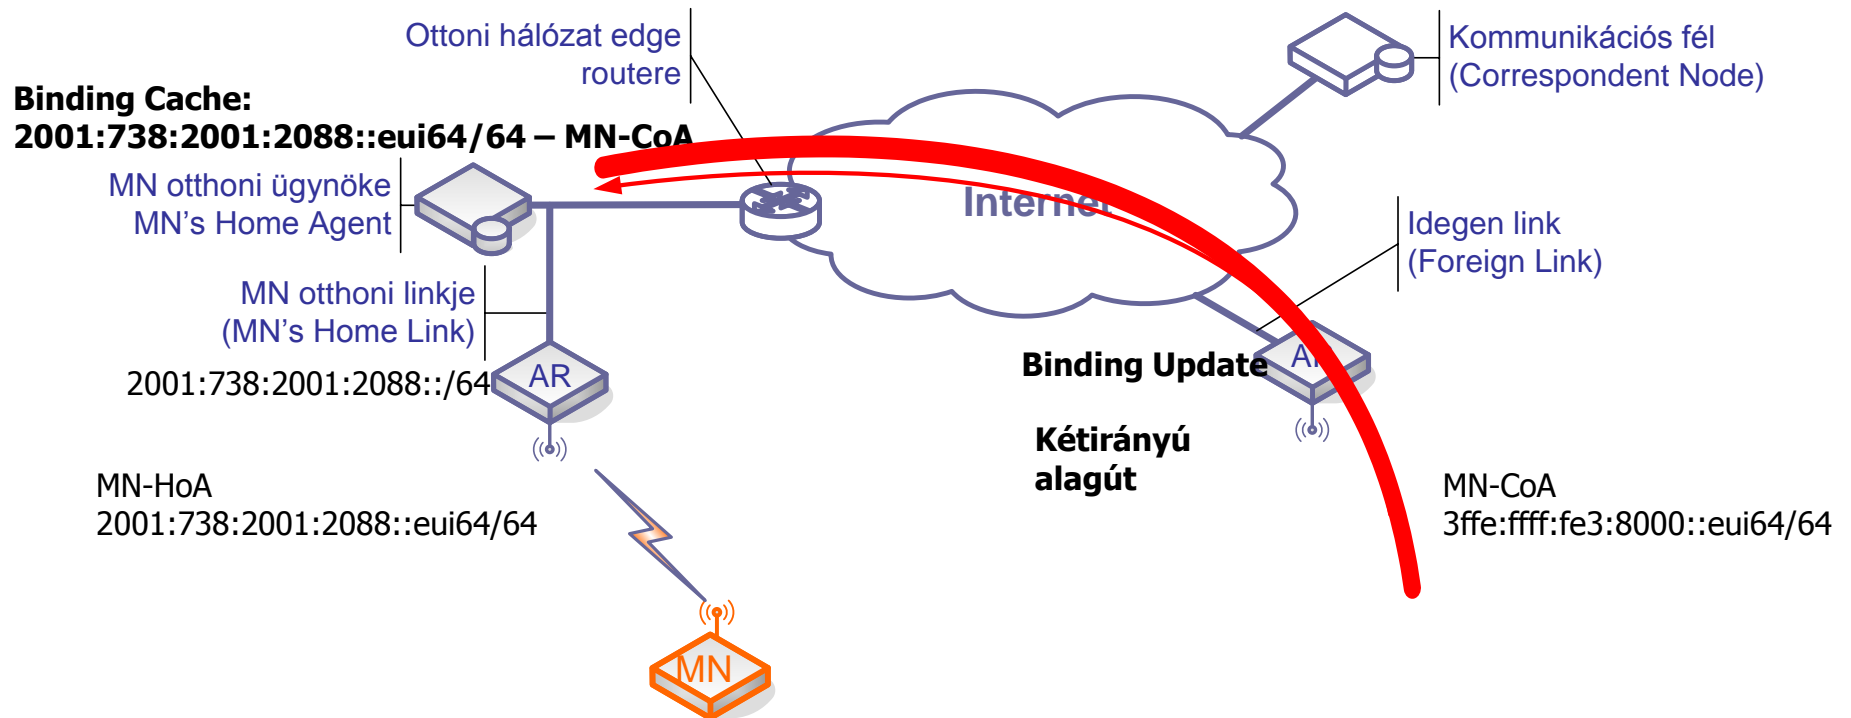 Ottoni hálózat edge
routere
Kommunikációs fél
(Correspondent Node)
Binding Cache:
2001:738:2001:2088::eui64/64 – MN-CoA
MN otthoni ügynöke
MN's Home Agent
Internet
Idegen link
(Foreign Link)
MN otthoni linkje
(MN's Home Link)
2001:738:2001:2088::/64
AR
Binding Update
Kétirányú
alagút
MN-HoA
2001:738:2001:2088::eui64/64
MN-CoA
3ffe:ffff:fe3:8000::eui64/64
MN